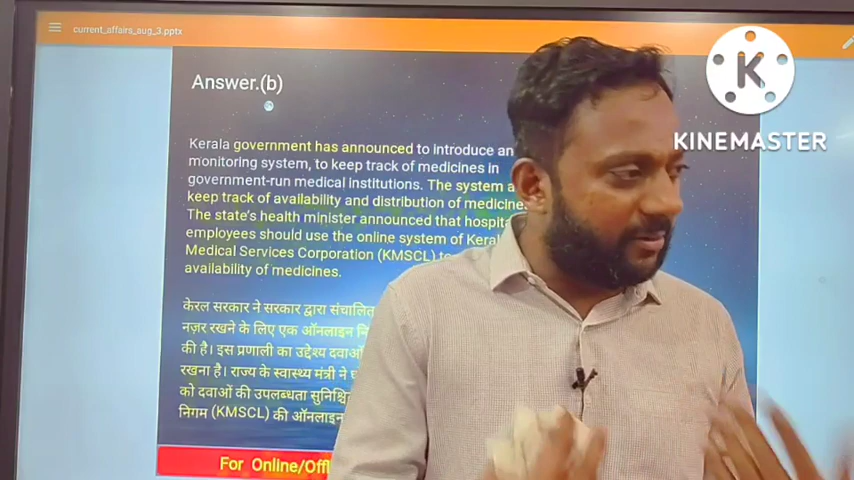 current_affairs_aug_3.pptx
Answer.(b)
Kerala government has announced to introduce an
monitoring system, to keep track of medicines in
government-run medical institutions. The system a
keep track of availability and distribution of medicine
The state's health minister announced that hospita
employees should use the online system of Keral
Medical Services Corporation (KMSCL) to
availability of medicines.
केरल सरकार ने सरकार द्वारा संचालित
नज़र रखने के लिए एक ऑनलाइन नि
की है। इस प्रणाली का उद्देश्य दवाओं
रखना है। राज्य के स्वास्थ्य मंत्री ने
को दवाओं की उपलब्धता सुनिश्चि
निगम (KMSCL) की ऑनलाइन
For Online/Offl
K
KINEMASTER